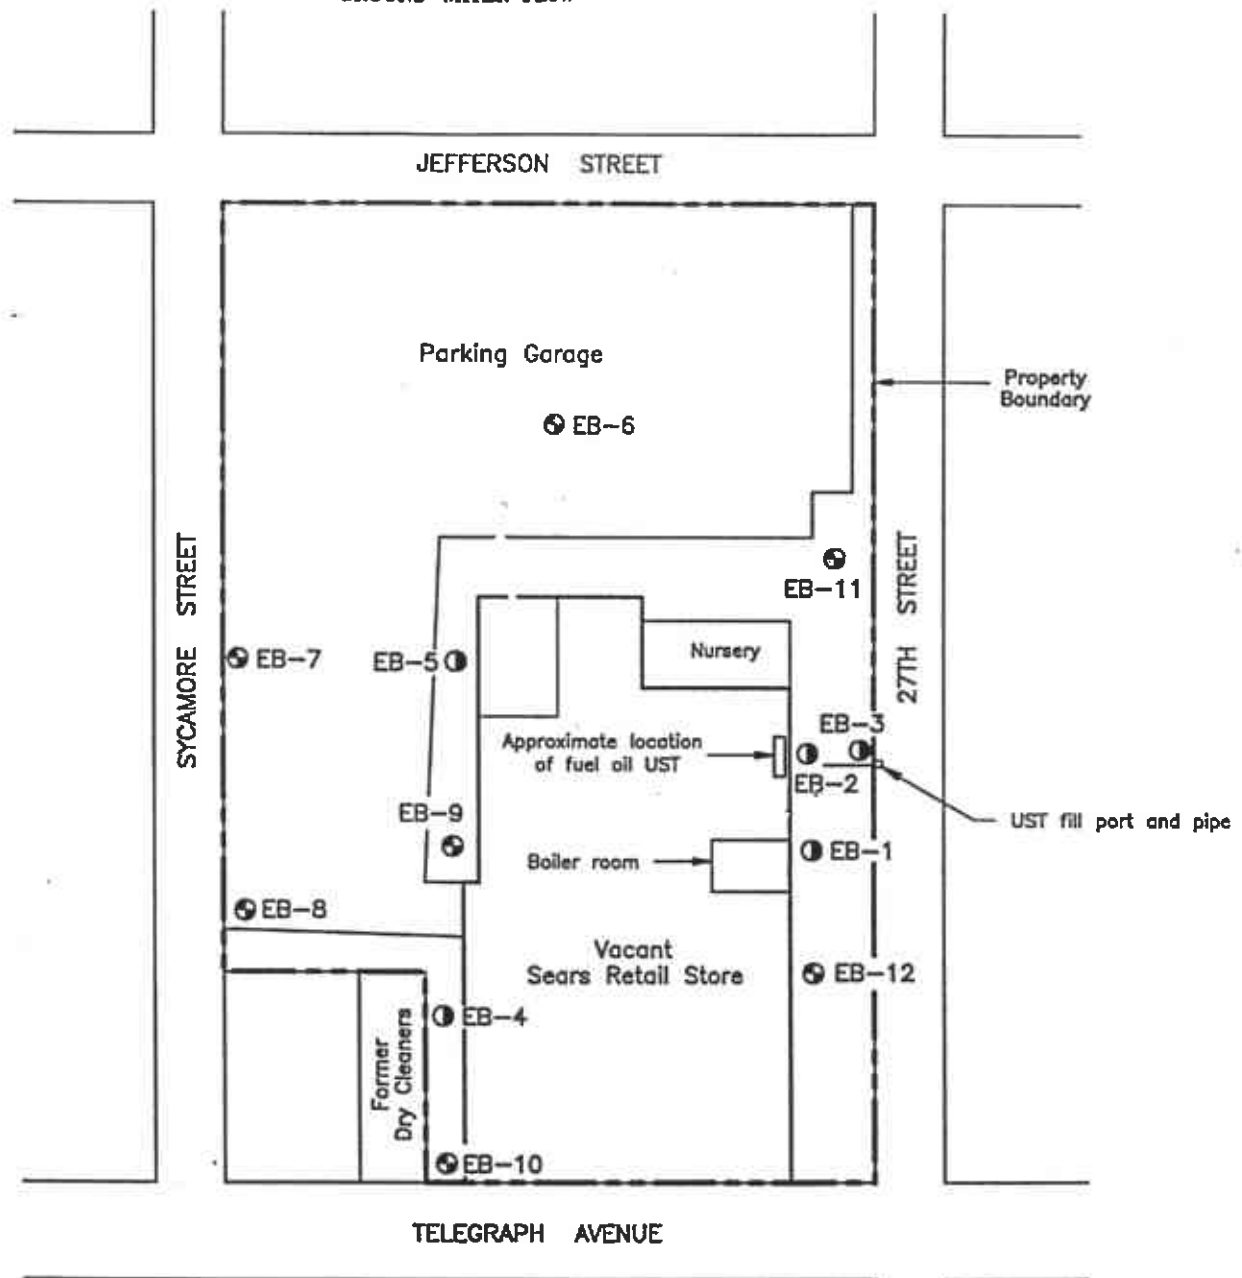 JEFFERSON STREET
Parking Garage
Property
Boundary
EB-6
SYCAMORE STREET
27TH STREET
EB-11
EB-7
EB-5
Nursery
EB-3
Approximate location
of fuel oil UST
EB-2
UST fill port and pipe
EB-9
EB-1
Boiler room
EB-8
Vacant
Sears Retail Store
EB-12
EB-4
Former
Dry Cleaners
EB-10
TELEGRAPH AVENUE